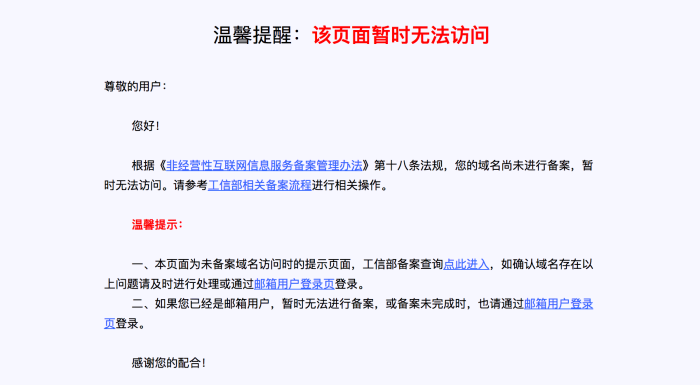 温馨提醒：该页面暂时无法访问
尊敬的用户：
您好！
根据《非经营性互联网信息服务备案管理办法》第十八条法规，您的域名尚未进行备案，暂
时无法访问。请参考工信部相关备案流程进行相关操作。
温馨提示：
一、本页面为未备案域名访问时的提示页面，工信部备案查询点此进入，如确认域名存在以
上问题请及时进行处理或通过邮箱用户登录页登录。
二、如果您已经是邮箱用户，暂时无法进行备案，或备案未完成时，也请通过邮箱用户登录
页登录。
感谢您的配合！